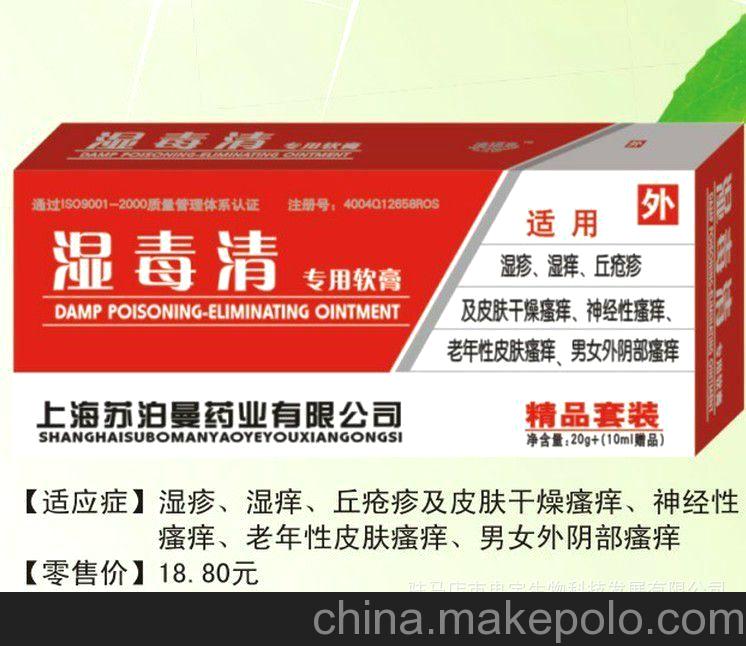 湿毒清 专用软膏
DAMP POISONING-ELIMINATING OINTMENT
外
通过ISO9001-2000质量管理体系认证 注册号：4004Q12658ROS
外
适用
湿毒清 专用软膏
湿疹、湿痒、丘疮疹
DAMP POISONING-ELIMINATING OINTMENT
及皮肤干燥瘙痒、神经性瘙痒、
老年性皮肤瘙痒、男女外阴部瘙痒
上海苏泊曼药业有限公司
SHANGHAISUBOMANYAOYEYOUXIANGONGSI
精品套装
净含量：20g+(10ml赠品)
湿毒清
DAMP POISONING-ELIMINATING OINTMENT
【适应症】湿疹、湿痒、丘疮疹及皮肤干燥瘙痒、神经性
瘙痒、老年性皮肤瘙痒、男女外阴部瘙痒
【零售价】18.80元
china.makepolo.com